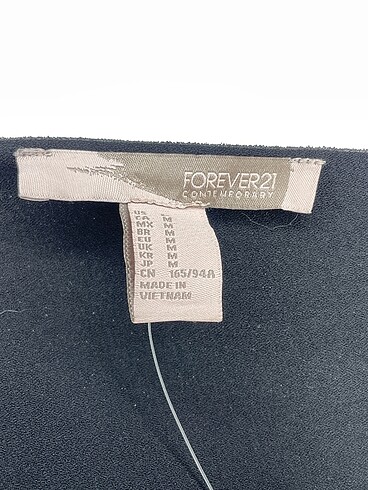 FOREVER21
CONTEMPORARY
US
CA M
MX M
BR M
EU M
UK M
KR M
JP M
CN 165/94A
MADE IN
VIETNAM